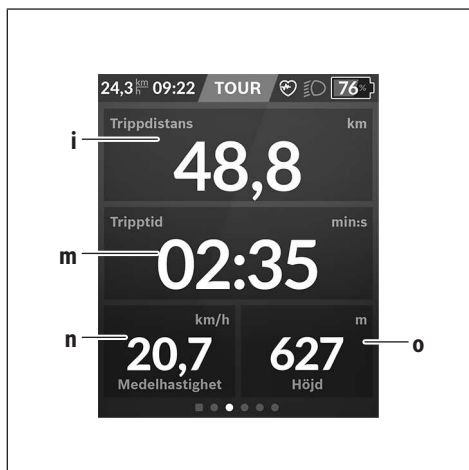 24,3 km/h 09:22 TOUR 76%
Trippdistans km
i
48,8
Tripptid min:s
m
02:35
km/h m
n
20,7 627
o
Medelhastighet Höjd